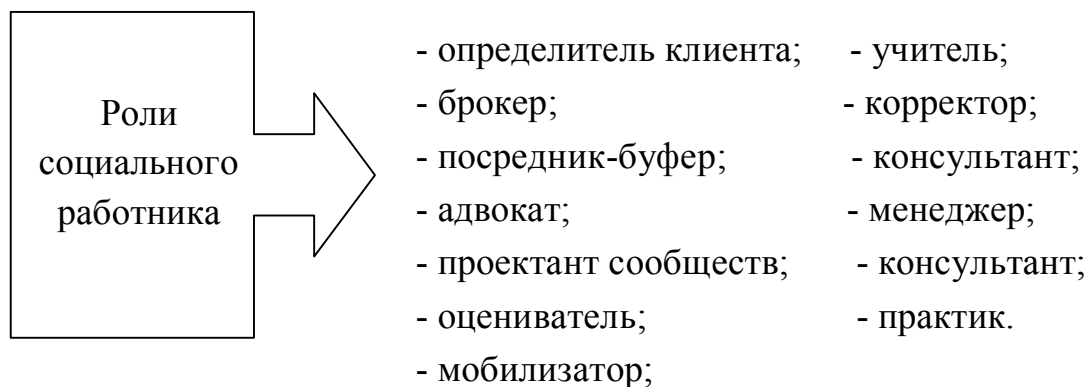 Роли
социального
работника
- определитель клиента;
- брокер;
- посредник-буфер;
- адвокат;
- проектант сообществ;
- оцениватель;
- мобилизатор;
- учитель;
- корректор;
- консультант;
- менеджер;
- консультант;
- практик.